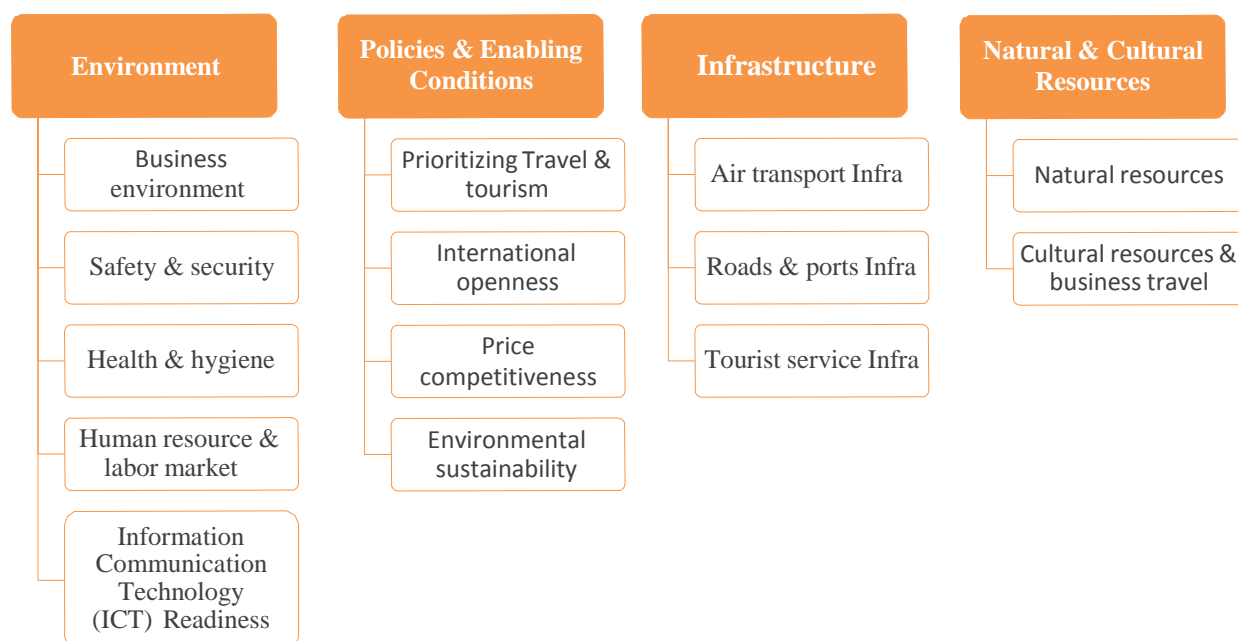 Environment
Business
environment
Safety & security
Health & hygiene
Human resource &
labor market
Information
Communication
Technology
(ICT) Readiness
Policies & Enabling
Conditions
Prioritizing Travel &
tourism
International
openness
Price
competitiveness
Environmental
sustainability
Infrastructure
Air transport Infra
Roads & ports Infra
Tourist service Infra
Natural & Cultural
Resources
Natural resources
Cultural resources &
business travel